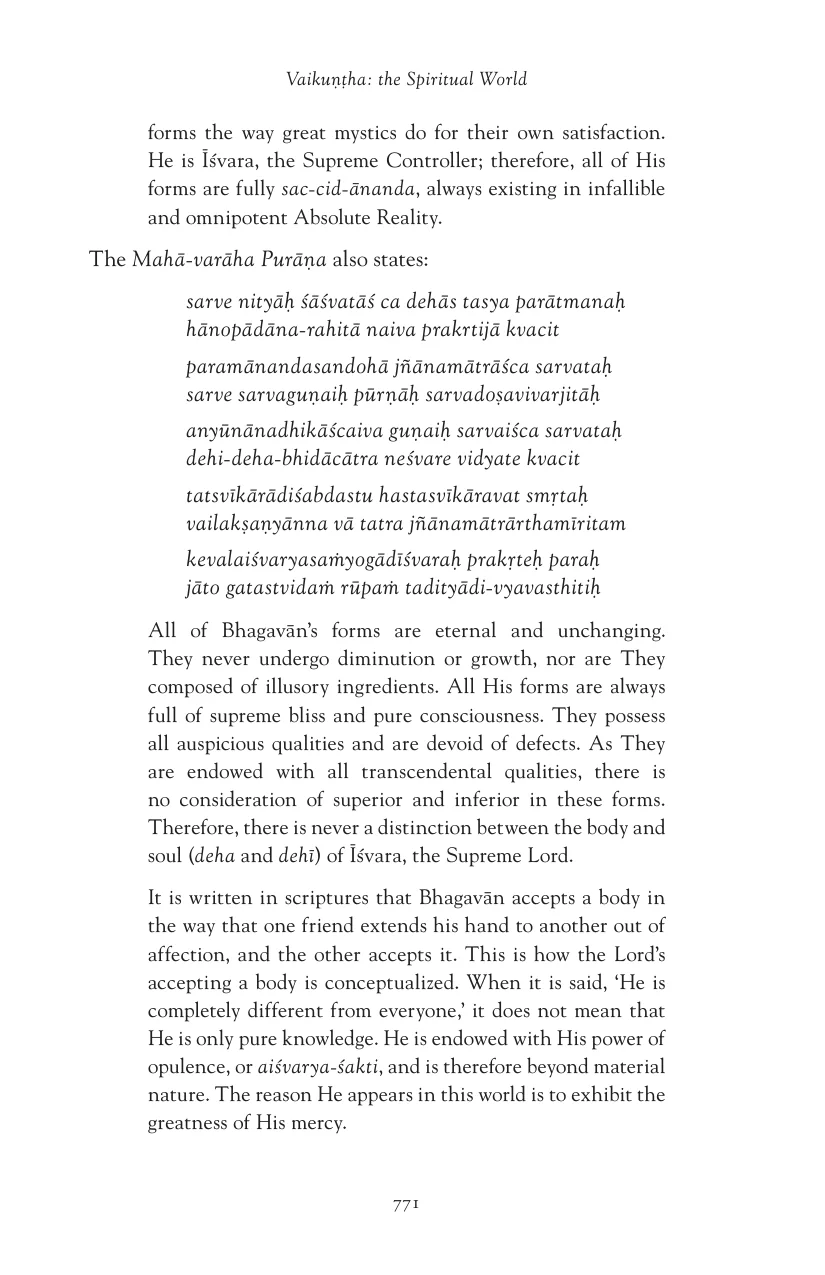 Vaikuṇṭha: the Spiritual World
forms the way great mystics do for their own satisfaction.
He is Īśvara, the Supreme Controller; therefore, all of His
forms are fully sac-cid-ānanda, always existing in infallible
and omnipotent Absolute Reality.
The Mahā-varāha Purāṇa also states:
sarve nityāḥ śāśvatāś ca dehās tasya parātmanaḥ
hānopādāna-rahitā naiva prakrtijā kvacit
paramānandasandohā jñānamātrāśca sarvataḥ
sarve sarvaguṇaiḥ pūrṇāḥ sarvadoṣavivarjitāḥ
anyūnānadhikāścaiva guṇaiḥ sarvaiśca sarvataḥ
dehi-deha-bhidācātra neśvare vidyate kvacit
tatsvīkārādiśabdastu hastasvīkāravat smṛtaḥ
vailakṣaṇyānna vā tatra jñānamātrārthamīritam
kevalaiśvaryasaṁyogādīśvaraḥ prakṛteḥ paraḥ
jāto gatastvidaṁ rūpaṁ tadityādi-vyavasthitiḥ
All of Bhagavān’s forms are eternal and unchanging.
They never undergo diminution or growth, nor are They
composed of illusory ingredients. All His forms are always
full of supreme bliss and pure consciousness. They possess
all auspicious qualities and are devoid of defects. As They
are endowed with all transcendental qualities, there is
no consideration of superior and inferior in these forms.
Therefore, there is never a distinction between the body and
soul (deha and dehī) of Īśvara, the Supreme Lord.
It is written in scriptures that Bhagavān accepts a body in
the way that one friend extends his hand to another out of
affection, and the other accepts it. This is how the Lord’s
accepting a body is conceptualized. When it is said, ‘He is
completely different from everyone,’ it does not mean that
He is only pure knowledge. He is endowed with His power of
opulence, or aiśvarya-śakti, and is therefore beyond material
nature. The reason He appears in this world is to exhibit the
greatness of His mercy.
771